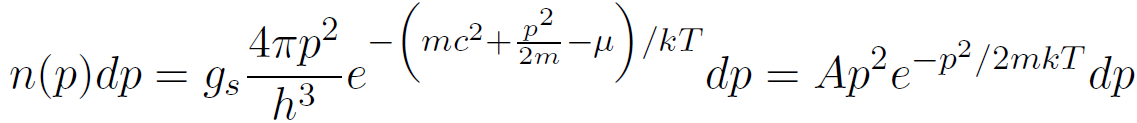 $n(p)dp = g_s \frac{4\pi p^2}{h^3} e^{-\left(mc^2+\frac{p^2}{2m}-\mu\right)/kT} dp = Ap^2 e^{-p^2/2mkT} dp$